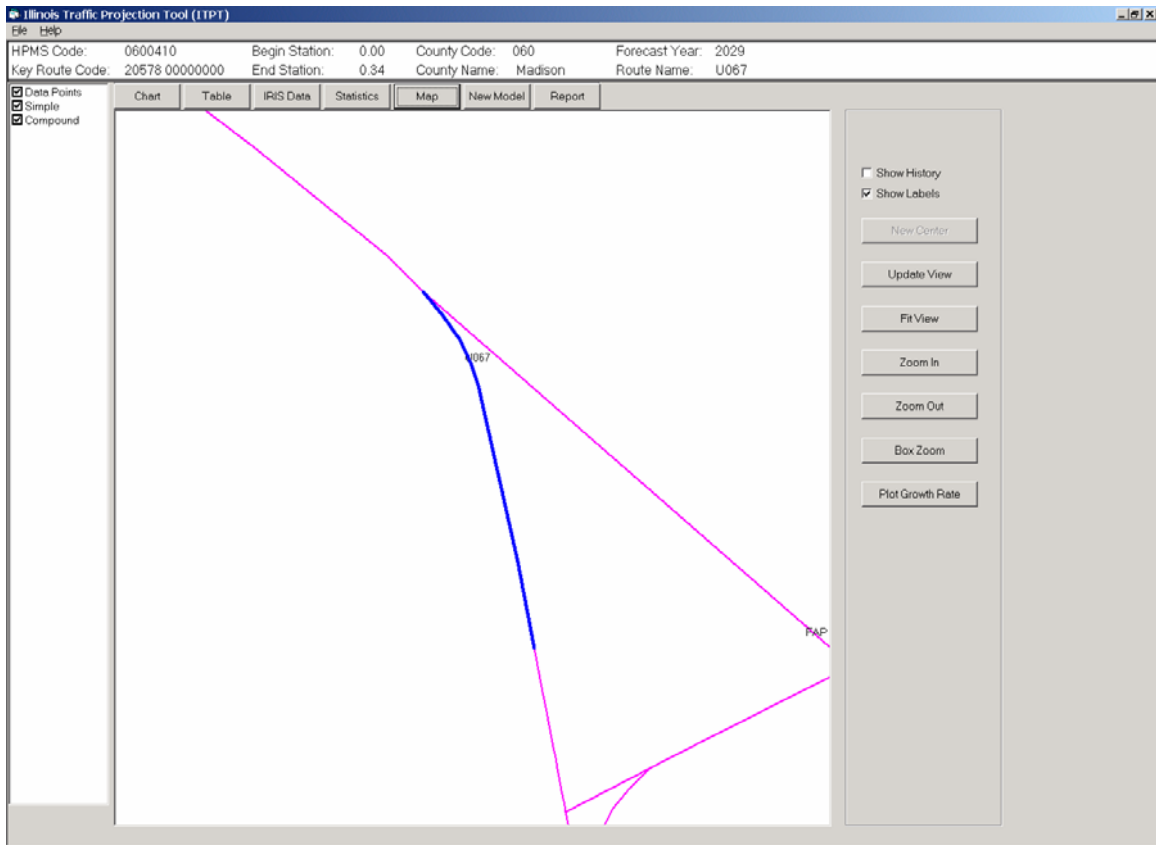 Illinois Traffic Projection Tool (ITPT)
File Help
HPMS Code: 0600410 Begin Station: 0.00 County Code: 060 Forecast Year: 2029
Key Route Code: 20578 00000000 End Station: 0.34 County Name: Madison Route Name: U067
Data Points
Simple
Compound
Chart Table IRIS Data Statistics Map New Model Report
Show History
Show Labels
New Center
Update View
Fit View
Zoom In
Zoom Out
Box Zoom
Plot Growth Rate
U067
FAP